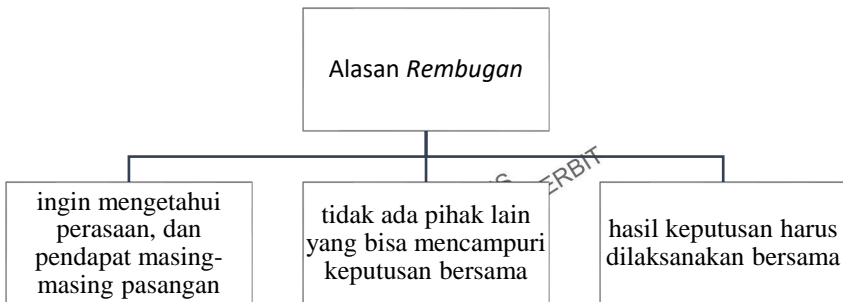 Alasan Rembugan
ERBIT
ingin mengetahui
perasaan, dan
pendapat masing-
masing pasangan
tidak ada pihak lain
yang bisa mencampuri
keputusan bersama
hasil keputusan harus
dilaksanakan bersama